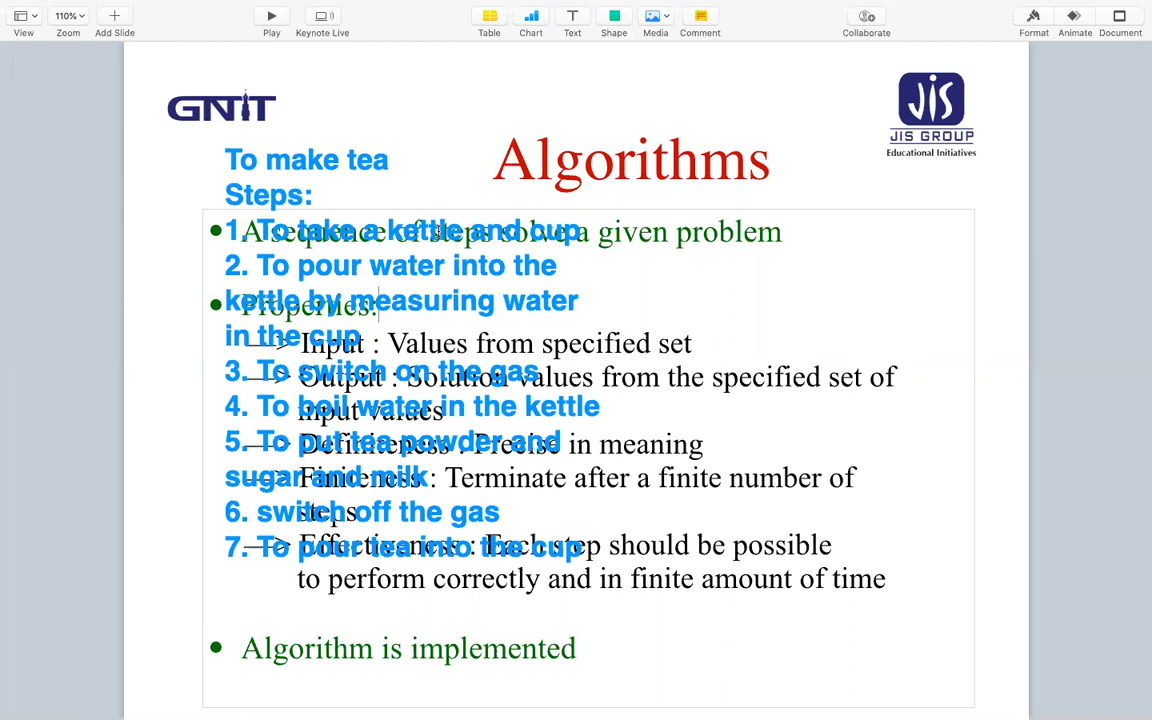 110%
View
Zoom
Add Slide
Play
Keynote Live
Table
Chart
Text
Shape
Media
Comment
Collaborate
Format
Animate
Document
GNIT
JIS
JIS GROUP
Educational Initiatives
Algorithms
To make tea
Steps:
1. To take a kettle and cup
2. To pour water into the
kettle by measuring water
in the cup
3. To switch on the gas
4. To boil water in the kettle
5. To put tea powder and
sugar and milk
6. switch off the gas
7. To pour tea into the cup
• A sequence of steps solve a given problem
• Properties:
—> Input : Values from specified set
—> Output : Solution values from the specified set of
input values
—> Definiteness : Precise in meaning
—> Finiteness : Terminate after a finite number of
steps
—> Effectiveness : Each step should be possible
to perform correctly and in finite amount of time
• Algorithm is implemented